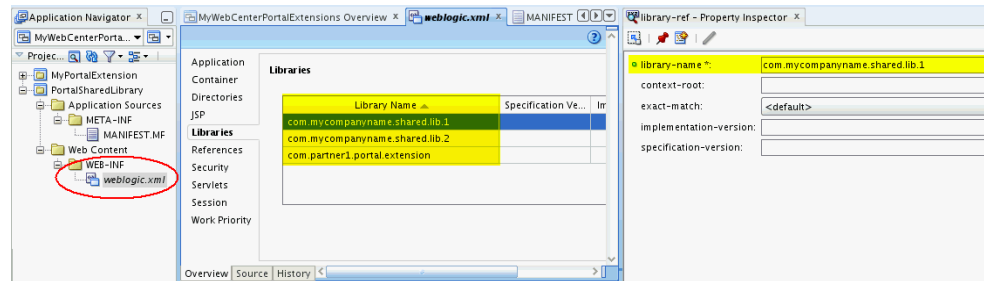 Application Navigator
MyWebCenterPorta...
Projec...
MyPortalExtension
PortalSharedLibrary
Application Sources
META-INF
MANIFEST.MF
Web Content
WEB-INF
weblogic.xml
MyWebCenterPortalExtensions Overview
weblogic.xml
MANIFEST
Application
Container
Directories
JSP
Libraries
References
Security
Servlets
Session
Work Priority
Libraries
Library Name Specification Ve... Im
com.mycompanyname.shared.lib.1
com.mycompanyname.shared.lib.2
com.partner1.portal.extension
Overview Source History
library-ref - Property Inspector
library-name *: com.mycompanyname.shared.lib.1
context-root:
exact-match: <default>
implementation-version:
specification-version: